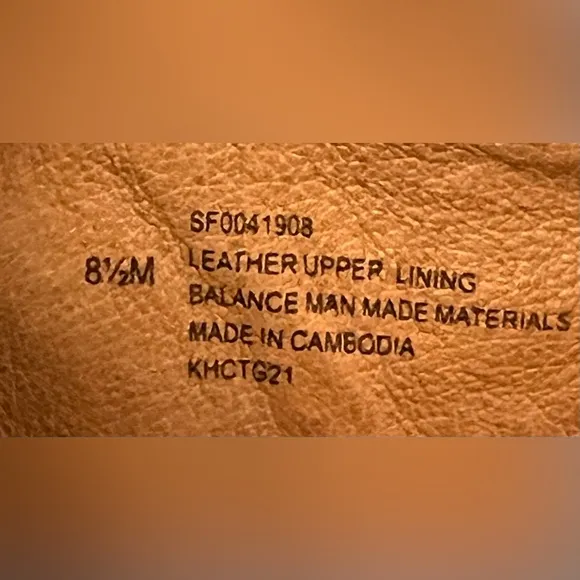 SF0041908
8½M
LEATHER UPPER LINING
BALANCE MAN MADE MATERIALS
MADE IN CAMBODIA
KHCTG21